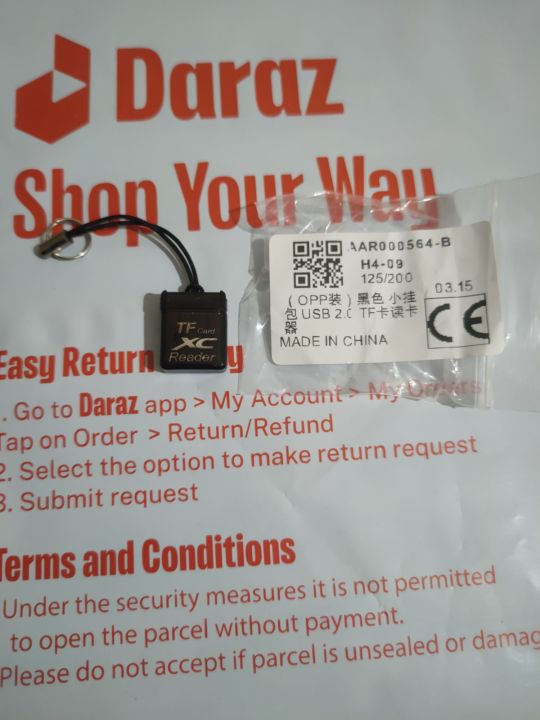 Daraz
Shop Your Way
AAR000564-B
H4-09
125/200
03.15
(OPP装) 黑色 小挂
包 USB 2.0 TF卡读卡
器
CE
MADE IN CHINA
TF Card
XC
Reader
Easy Return
. Go to Daraz app > My Account > My Orders
Tap on Order > Return/Refund
2. Select the option to make return request
3. Submit request
Terms and Conditions
Under the security measures it is not permitted
to open the parcel without payment.
Please do not accept if parcel is unsealed or damag